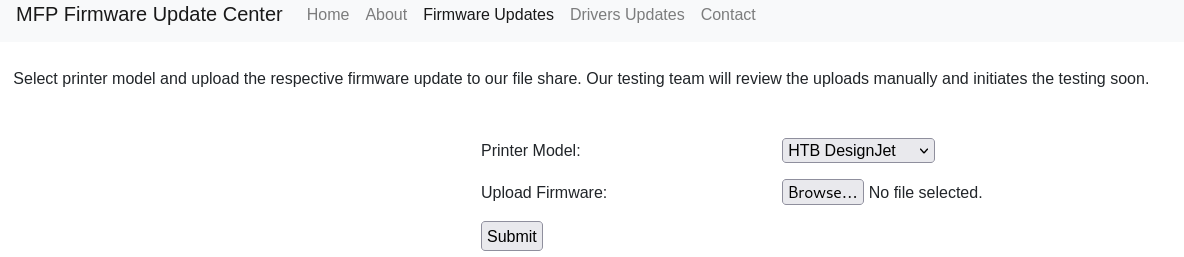 MFP Firmware Update Center Home About Firmware Updates Drivers Updates Contact
Select printer model and upload the respective firmware update to our file share. Our testing team will review the uploads manually and initiates the testing soon.
Printer Model: HTB DesignJet
Upload Firmware: Browse... No file selected.
Submit